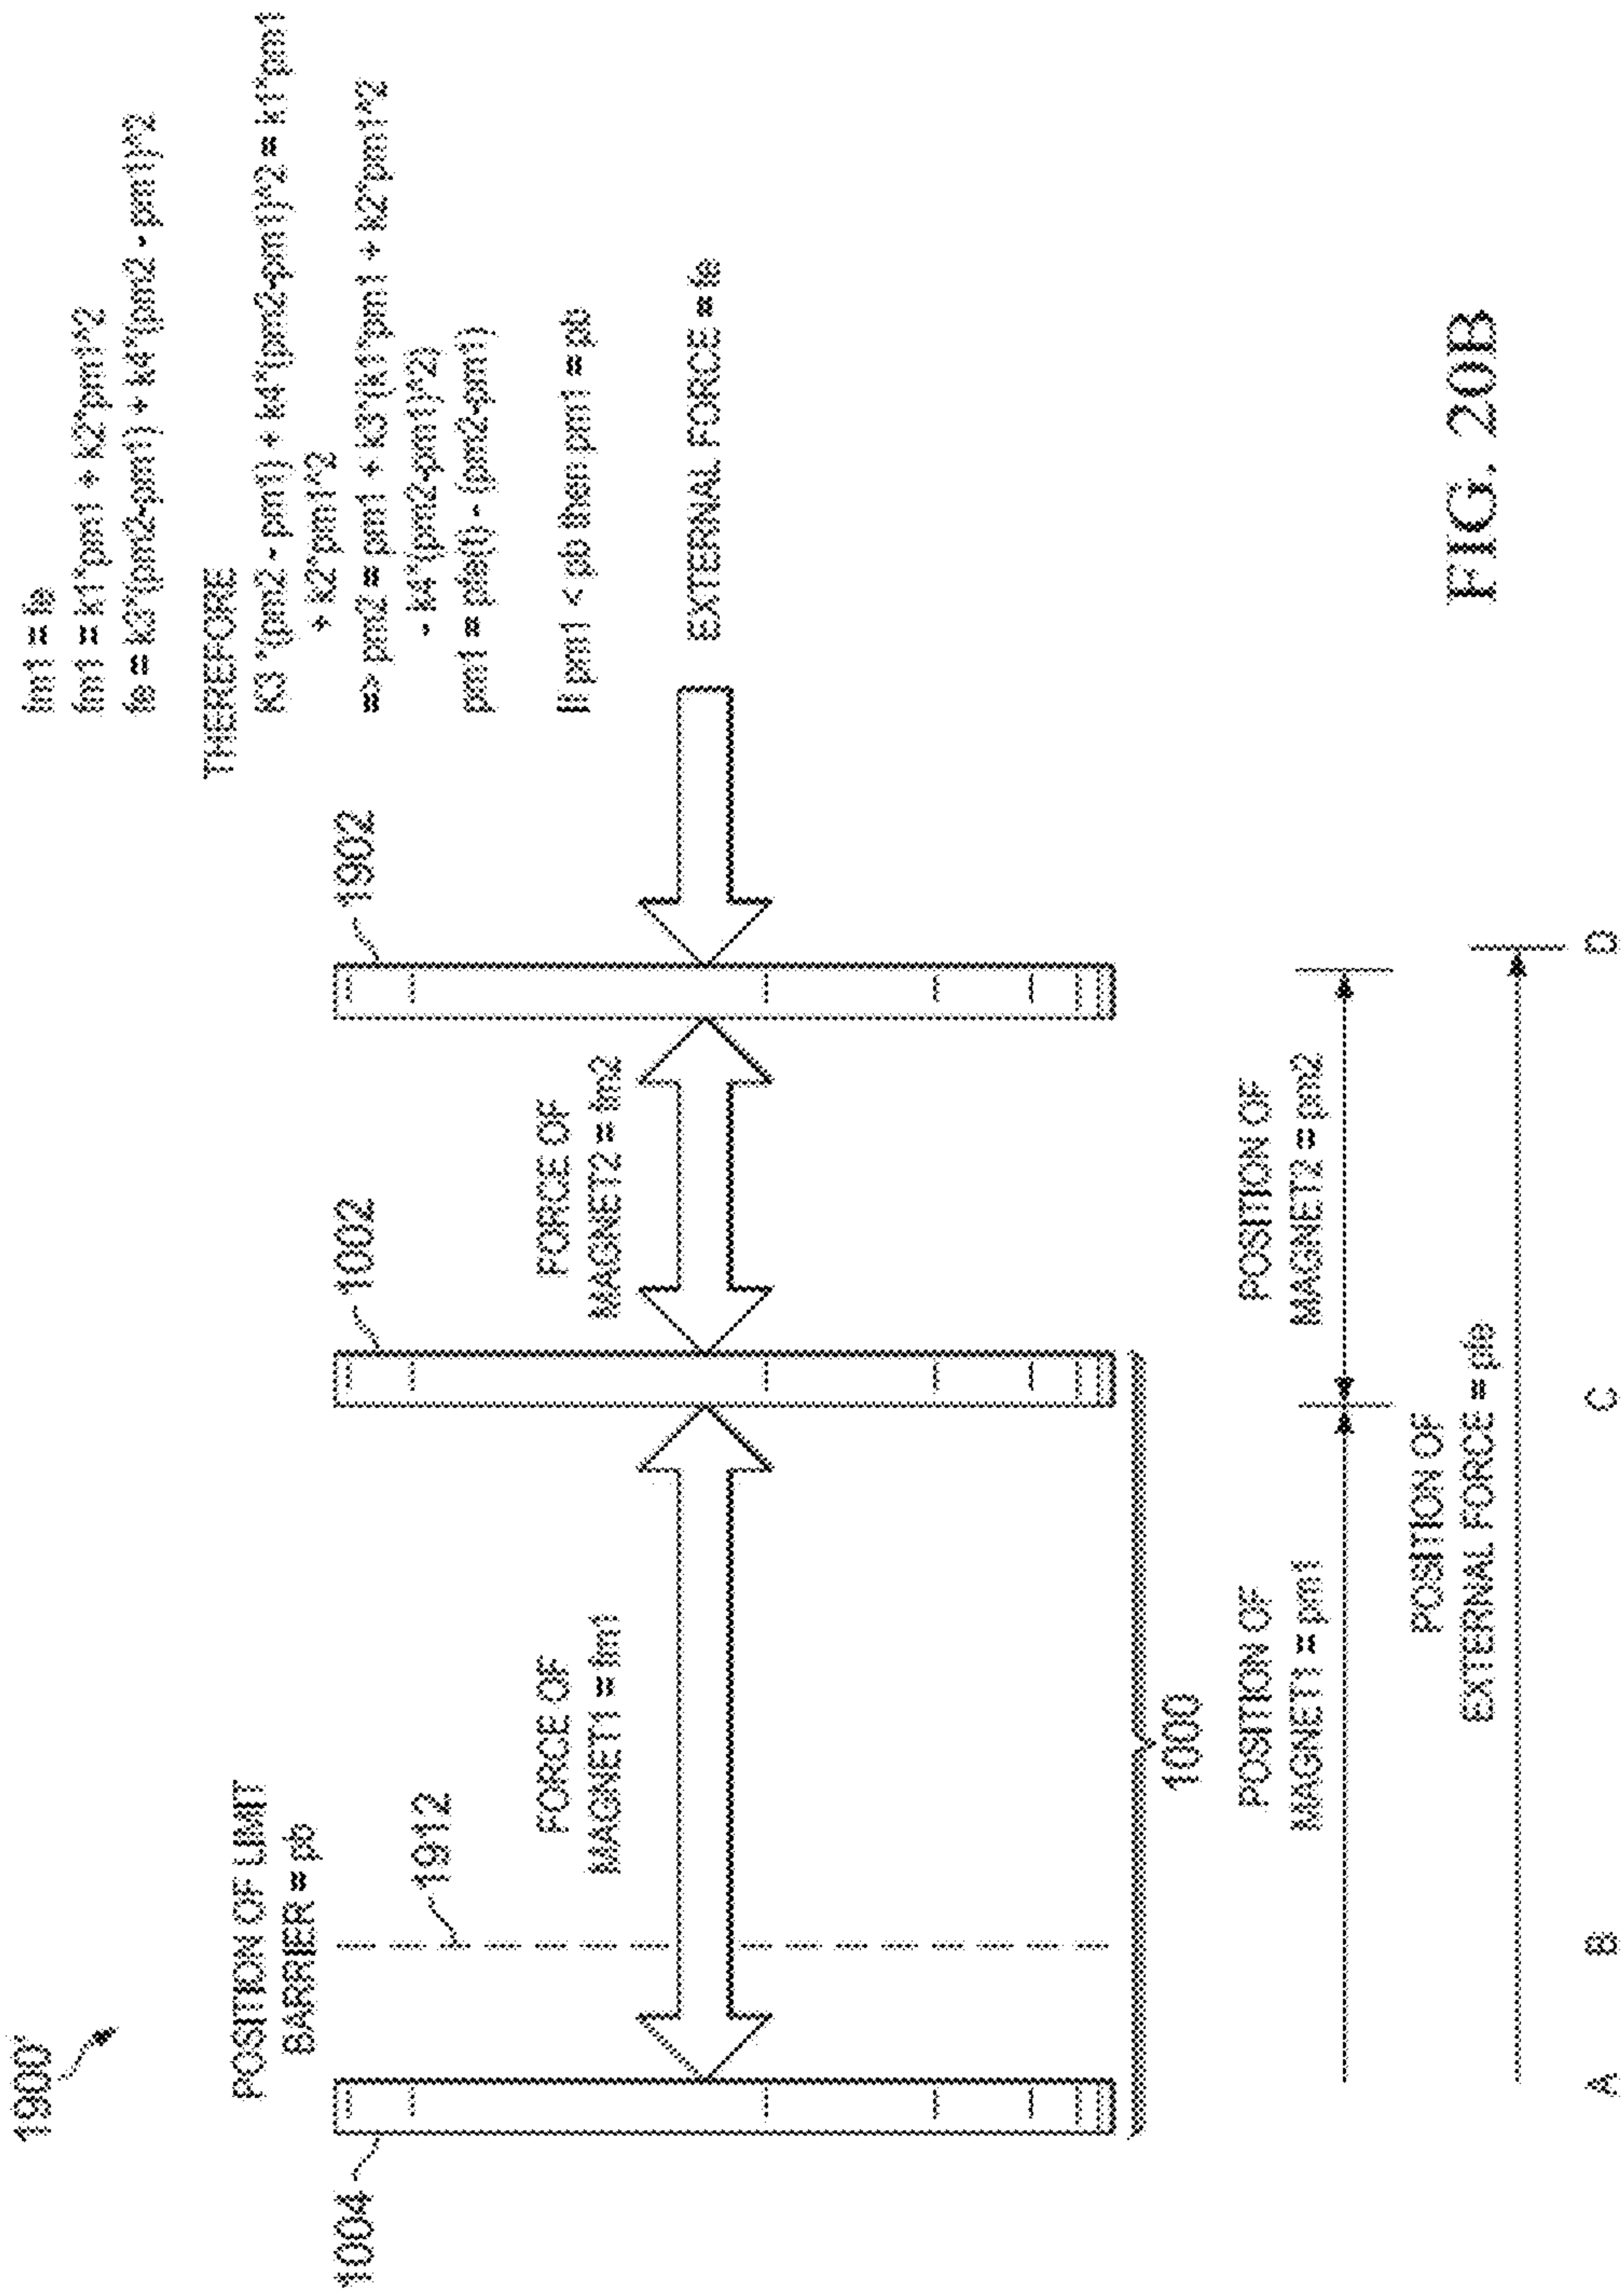 1900'
fm1 = fe
fm1 = k1*pm1 + k2*pm1^2
fe = k3*(pm2-pm1) + k4*(pm2 - pm1)^2
THEREFORE
K3 *(pm2 - pm1) + k4*(pm2-pm1)^2 = k1*pm1
+ k2*pm1^2
=> pm2 = pm1 + k3*(k1*pm1 + k2*pm1^2
- k4*(pm2-pm1)^2)
pm1 = pfe(t) - (pm2-pm1)
If pm1 < pb then pm1 = pb
POSITION OF LIMIT
BARRIER = pb
1004
1912
1002
1902
FORCE OF
MAGNET1 = fm1
FORCE OF
MAGNET2 = fm2
EXTERNAL FORCE = fe
1000
POSITION OF
MAGNET1 = pm1
POSITION OF
MAGNET2 = pm2
POSITION OF
EXTERNAL FORCE = pfe
A
B
C
D
FIG. 20B